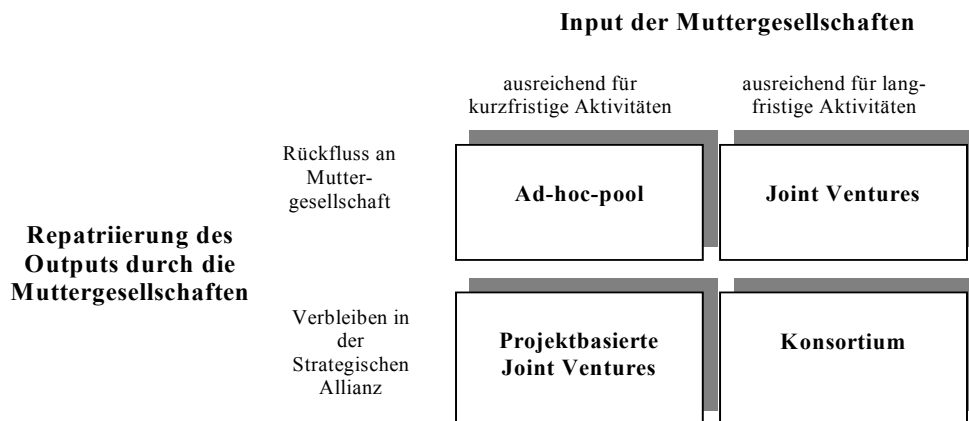 Input der Muttergesellschaften
ausreichend für
kurzfristige Aktivitäten
ausreichend für lang-
fristige Aktivitäten
Rückfluss an
Mutter-
gesellschaft
Ad-hoc-pool
Joint Ventures
Repatriierung des
Outputs durch die
Muttergesellschaften
Verbleiben in
der
Strategischen
Allianz
Projektbasierte
Joint Ventures
Konsortium